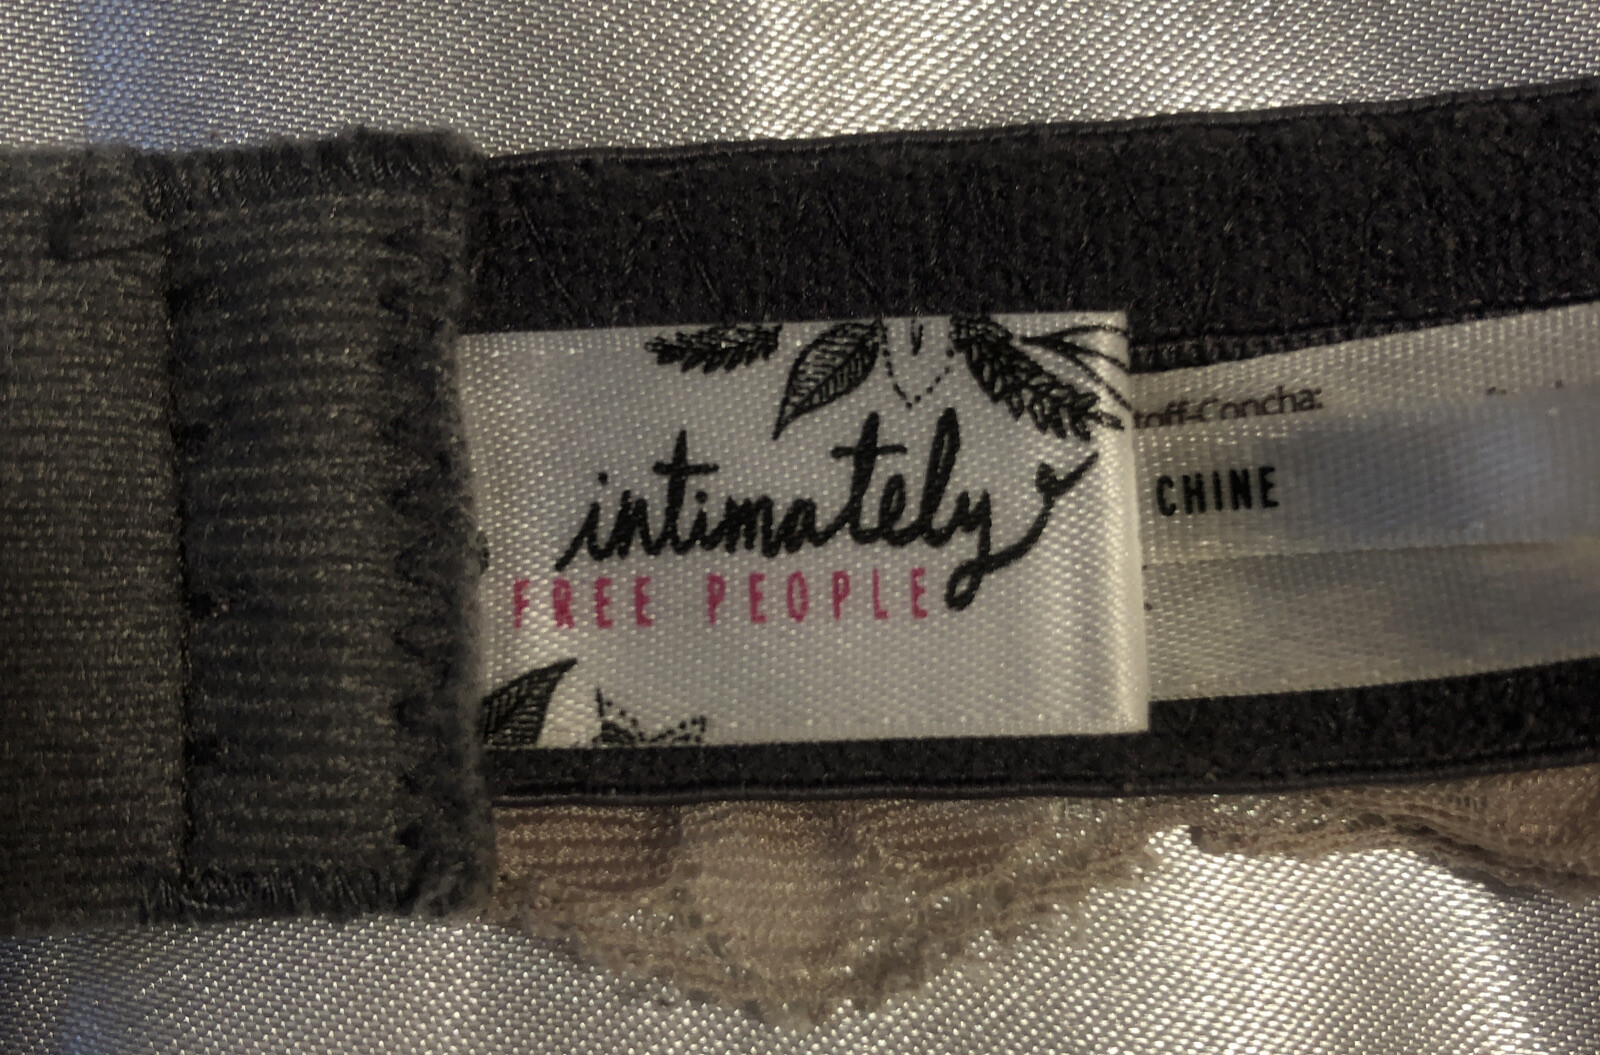 intimately
FREE PEOPLE
toff-Concha:
CHINE